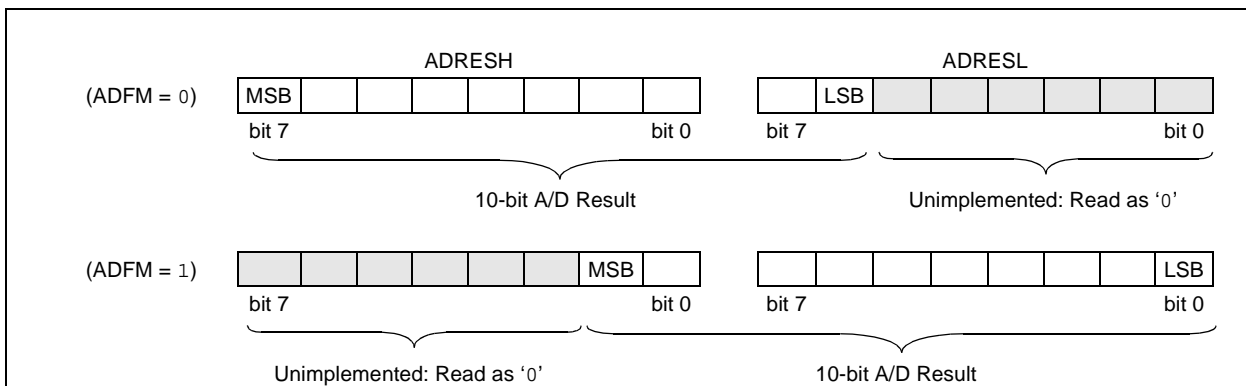 ADRESH ADRESL
(ADFM = 0) MSB LSB
bit 7 bit 0 bit 7 bit 0
10-bit A/D Result Unimplemented: Read as ‘0’
(ADFM = 1) MSB LSB
bit 7 bit 0 bit 7 bit 0
Unimplemented: Read as ‘0’ 10-bit A/D Result